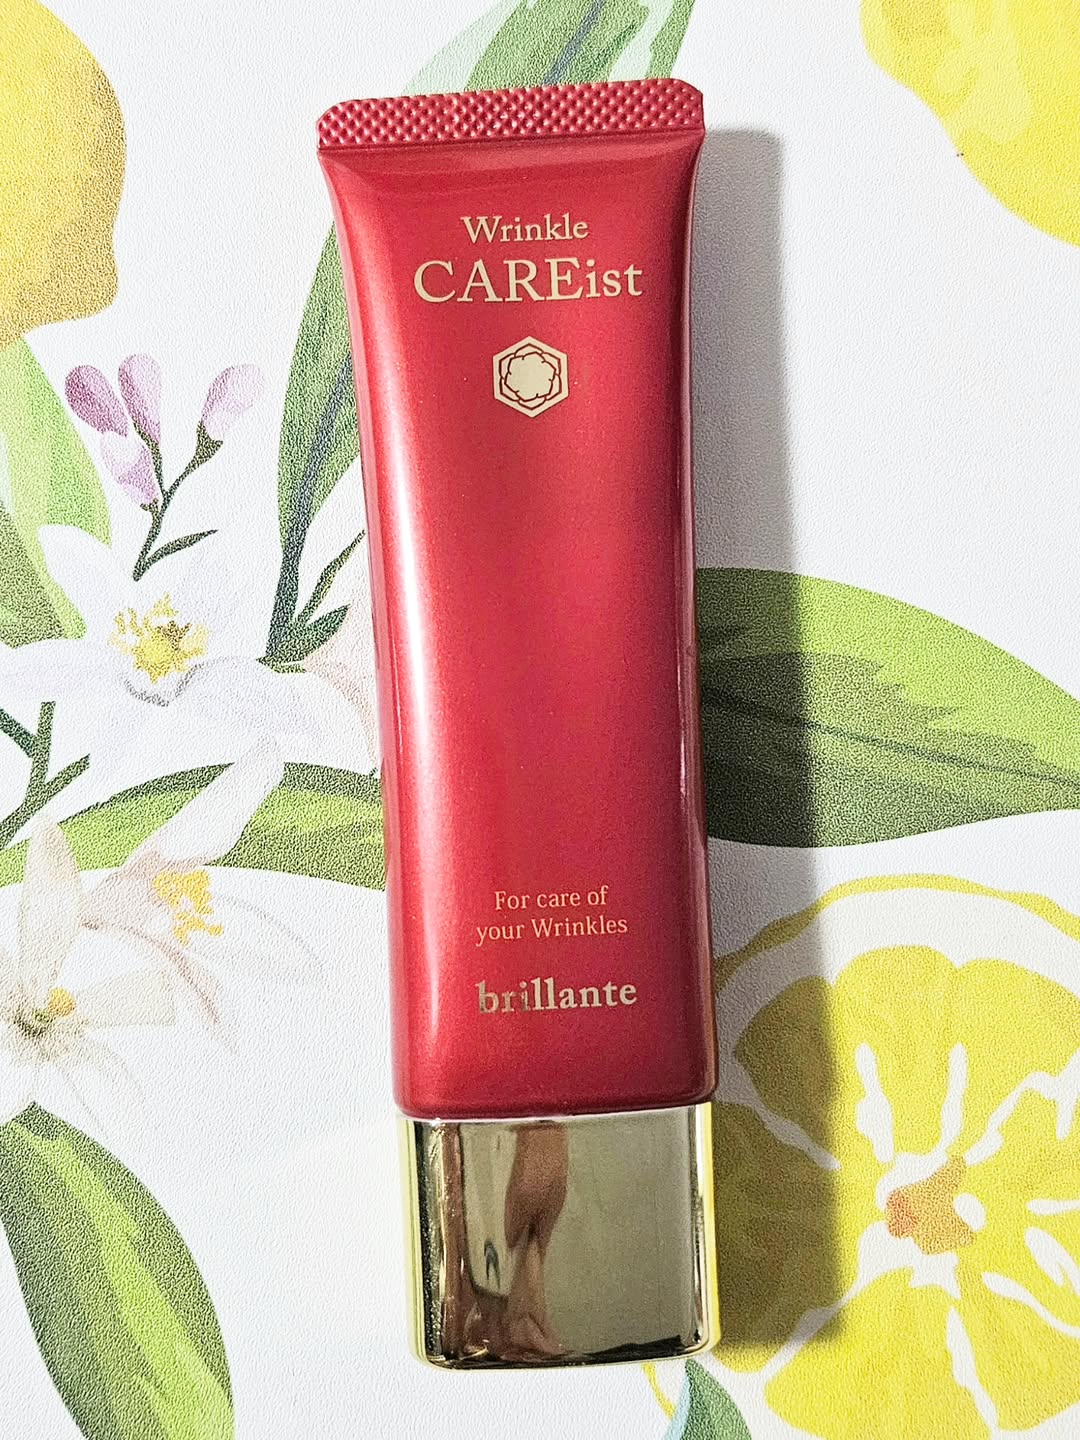 Wrinkle
CAREist
For care of
your Wrinkles
brillante